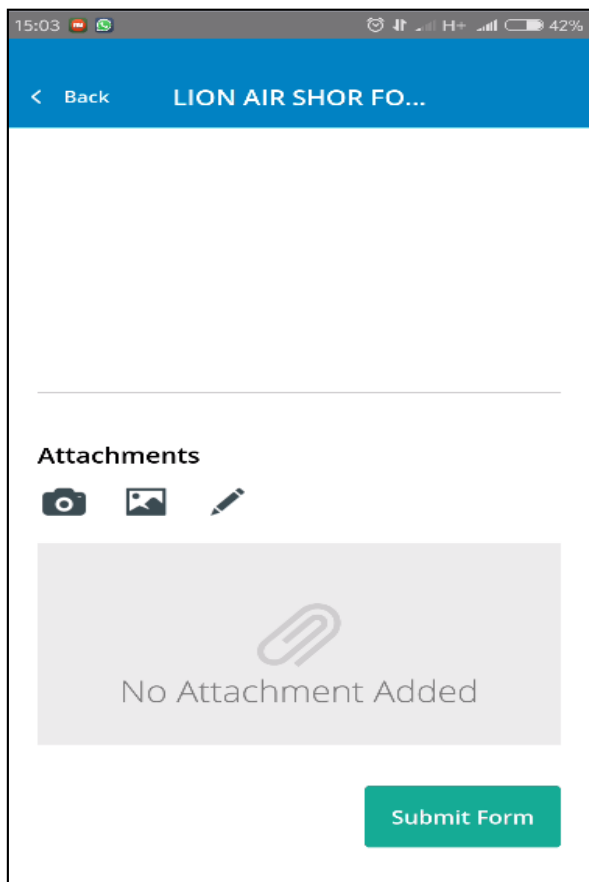 15:03 H+ 42%
Back LION AIR SHOR FO...
Attachments
No Attachment Added
Submit Form